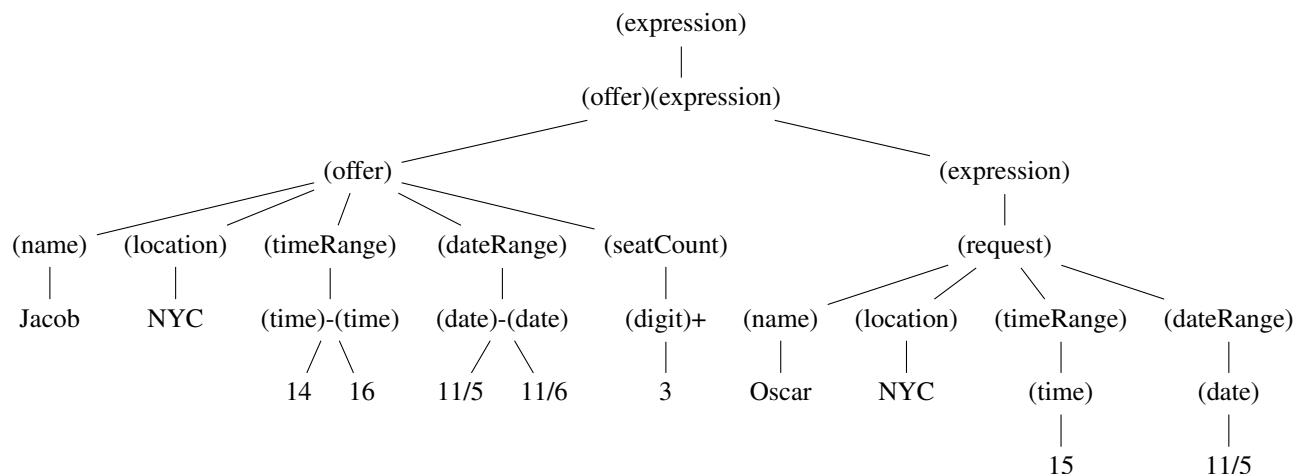 (expression)
(offer)(expression)
(offer) (expression)
(name) (location) (timeRange) (dateRange) (seatCount) (request)
Jacob NYC (time)-(time) (date)-(date) (digit)+ (name) (location) (timeRange) (dateRange)
14 16 11/5 11/6 3 Oscar NYC (time) (date)
15 11/5